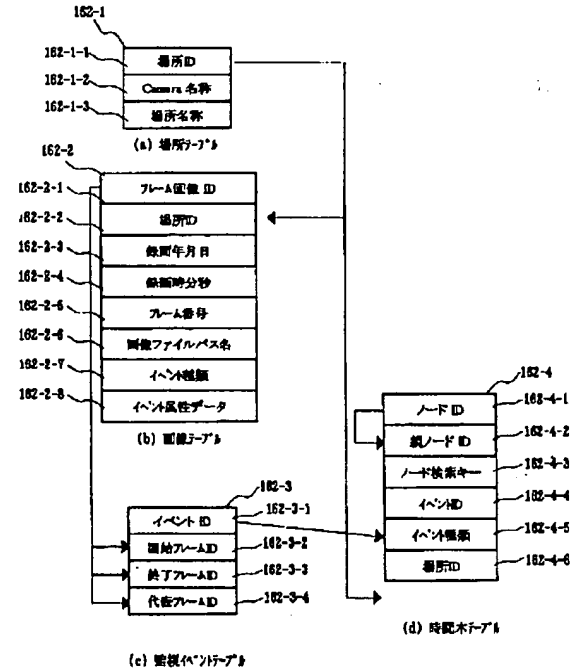 162-1
162-1-1
場所ID
162-1-2
Camera 名称
162-1-3
場所名称
(a) 場所テーブル
162-2
162-2-1
フレーム画像 ID
162-2-2
場所ID
162-2-3
録画年月日
162-2-4
録画時分秒
162-2-5
フレーム番号
162-2-6
画像ファイルパス名
162-2-7
イベント種類
162-2-8
イベント属性データ
(b) 画像テーブル
162-3
162-3-1
イベント ID
162-3-2
開始フレームID
162-3-3
終了フレームID
162-3-4
代表フレームID
(c) 監視イベントテーブル
162-4
162-4-1
ノード ID
162-4-2
親ノード ID
162-4-3
ノード検索キー
162-4-4
イベントID
162-4-5
イベント種類
162-4-6
場所ID
(d) 時間木テーブル